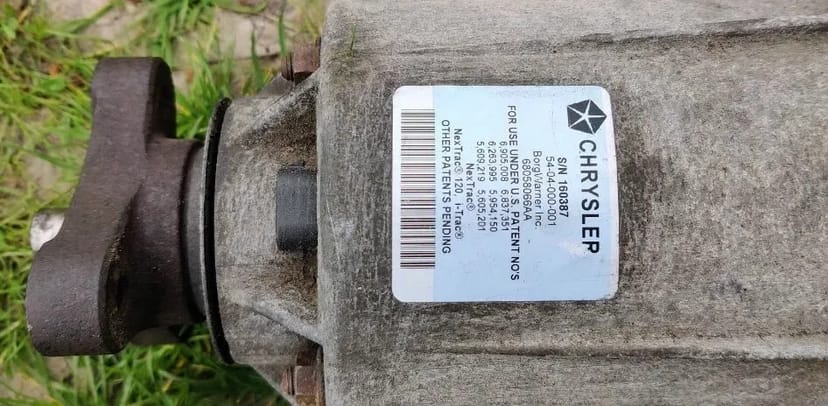 CHRYSLER
S/N 160387
54-04-000-001
BorgWarner Inc.
68058066AA
FOR USE UNDER U.S. PATENT NO'S
6,905,008 6,837,351
6,263,995 5,954,150
5,609,219 5,605,201
NexTrac®
NexTrac® 120, i-Trac®
OTHER PATENTS PENDING